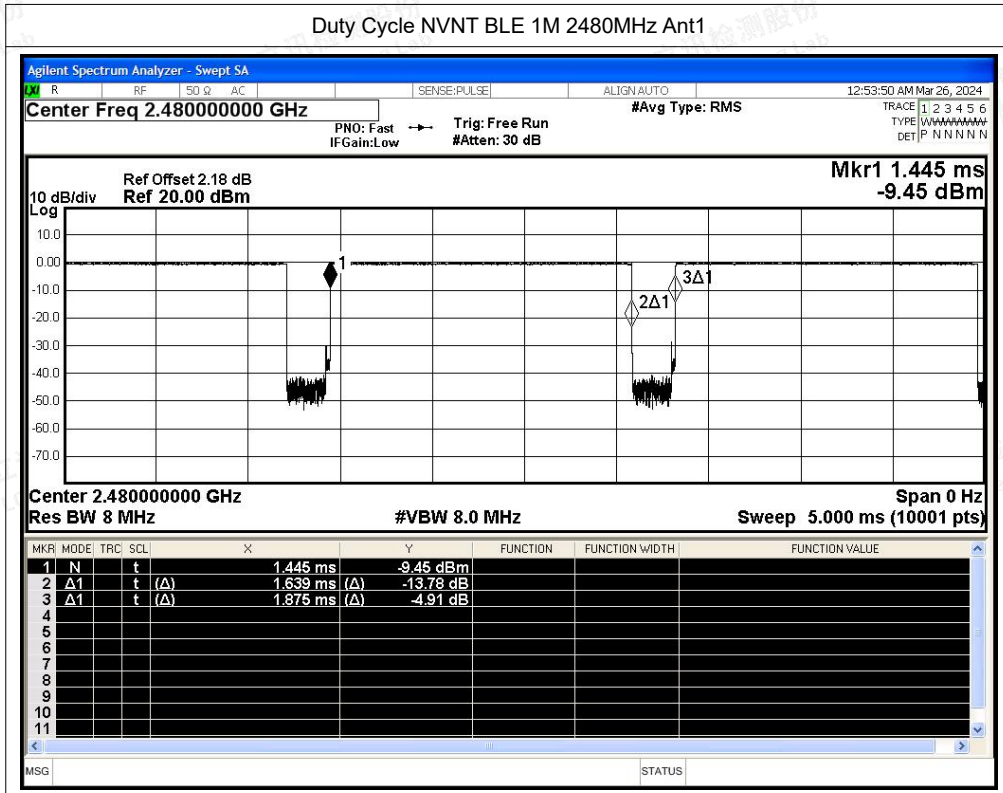 Duty Cycle NVNT BLE 1M 2480MHz Ant1
Agilent Spectrum Analyzer - Swept SA
LXI R RF 50 Ω AC SENSE:PULSE ALIGN AUTO 12:53:50 AM Mar 26, 2024
Center Freq 2.480000000 GHz #Avg Type: RMS TRACE 1 2 3 4 5 6
PNO: Fast Trig: Free Run TYPE WWWWWW
IFGain:Low #Atten: 30 dB DET P N N N N N
Mkr1 1.445 ms
Ref Offset 2.18 dB
10 dB/div Ref 20.00 dBm -9.45 dBm
Log
10.0
0.00
1
-10.0
3Δ1
2Δ1
-20.0
-30.0
-40.0
-50.0
-60.0
-70.0
Center 2.480000000 GHz Span 0 Hz
Res BW 8 MHz #VBW 8.0 MHz Sweep 5.000 ms (10001 pts)
MKR MODE TRC SCL X Y FUNCTION FUNCTION WIDTH FUNCTION VALUE
1 N t 1.445 ms -9.45 dBm
2 Δ1 t (Δ) 1.639 ms (Δ) -13.78 dB
3 Δ1 t (Δ) 1.875 ms (Δ) -4.91 dB
4
5
6
7
8
9
10
11
MSG STATUS